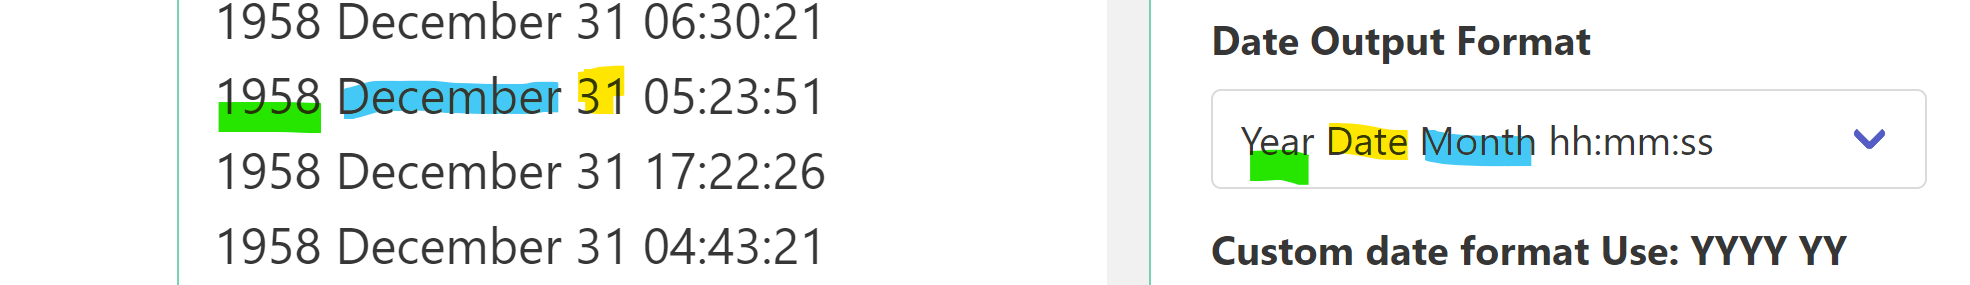 1958 December 31 06:30:21
1958 December 31 05:23:51
1958 December 31 17:22:26
1958 December 31 04:43:21
Date Output Format
Year Date Month hh:mm:ss
Custom date format Use: YYYY YY